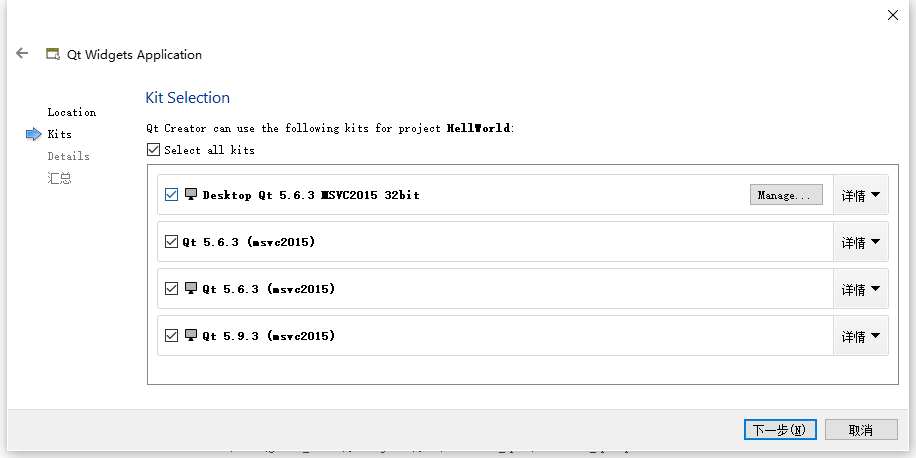 Qt Widgets Application
Location
Kits
Details
汇总
Kit Selection
Qt Creator can use the following kits for project HellWorld:
Select all kits
Desktop Qt 5.6.3 MSVC2015 32bit
Manage...
详情
Qt 5.6.3 (msvc2015)
详情
Qt 5.6.3 (msvc2015)
详情
Qt 5.9.3 (msvc2015)
详情
下一步(N)
取消